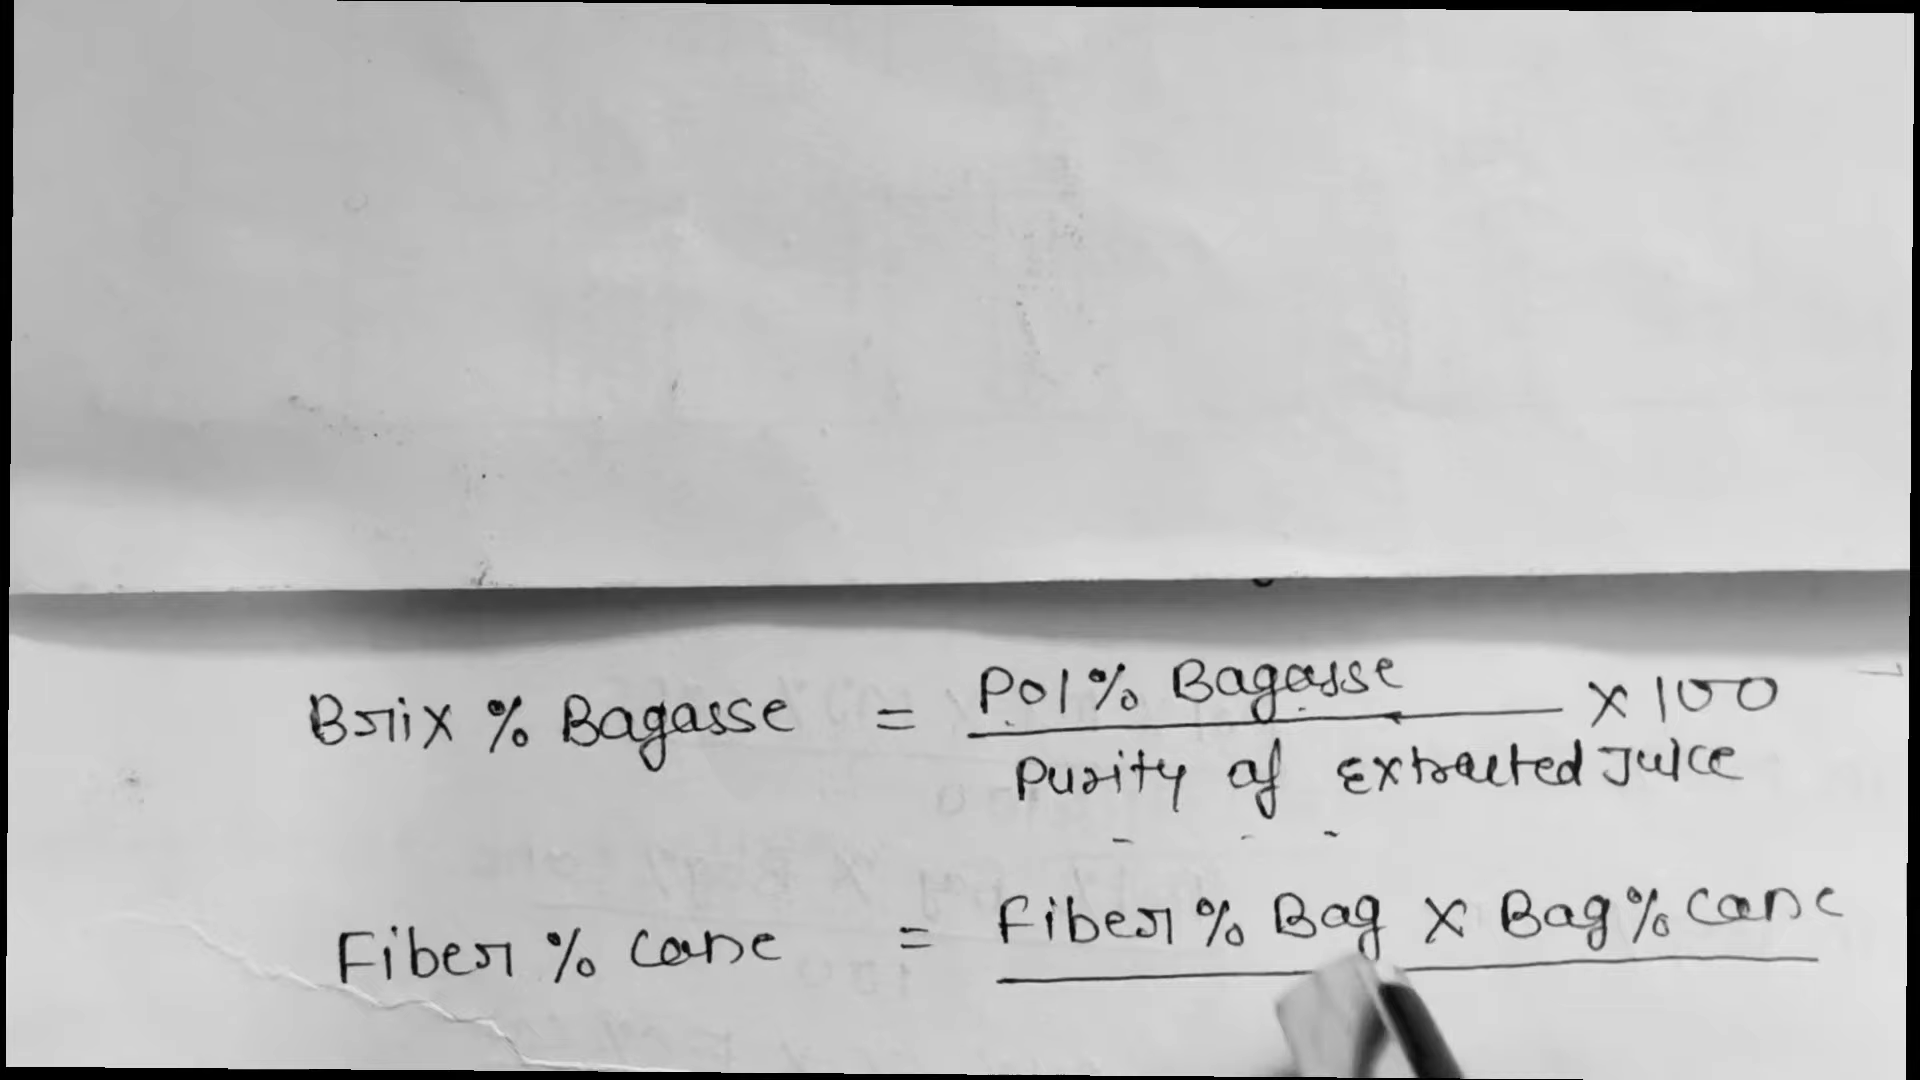 Brix % Bagasse = Pol % Bagasse × 100
Purity of Extracted Juice
Fiber % Cane = Fiber % Bag × Bag % Cane